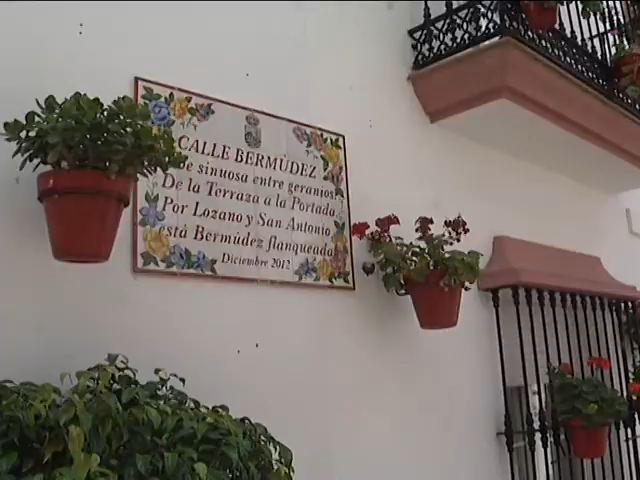 CALLE BERMÚDEZ
e sinuosa entre geranios.
De la Terraza a la Portada
Por Lozano y San Antonio
está Bermúdez flanqueada
Diciembre 2012